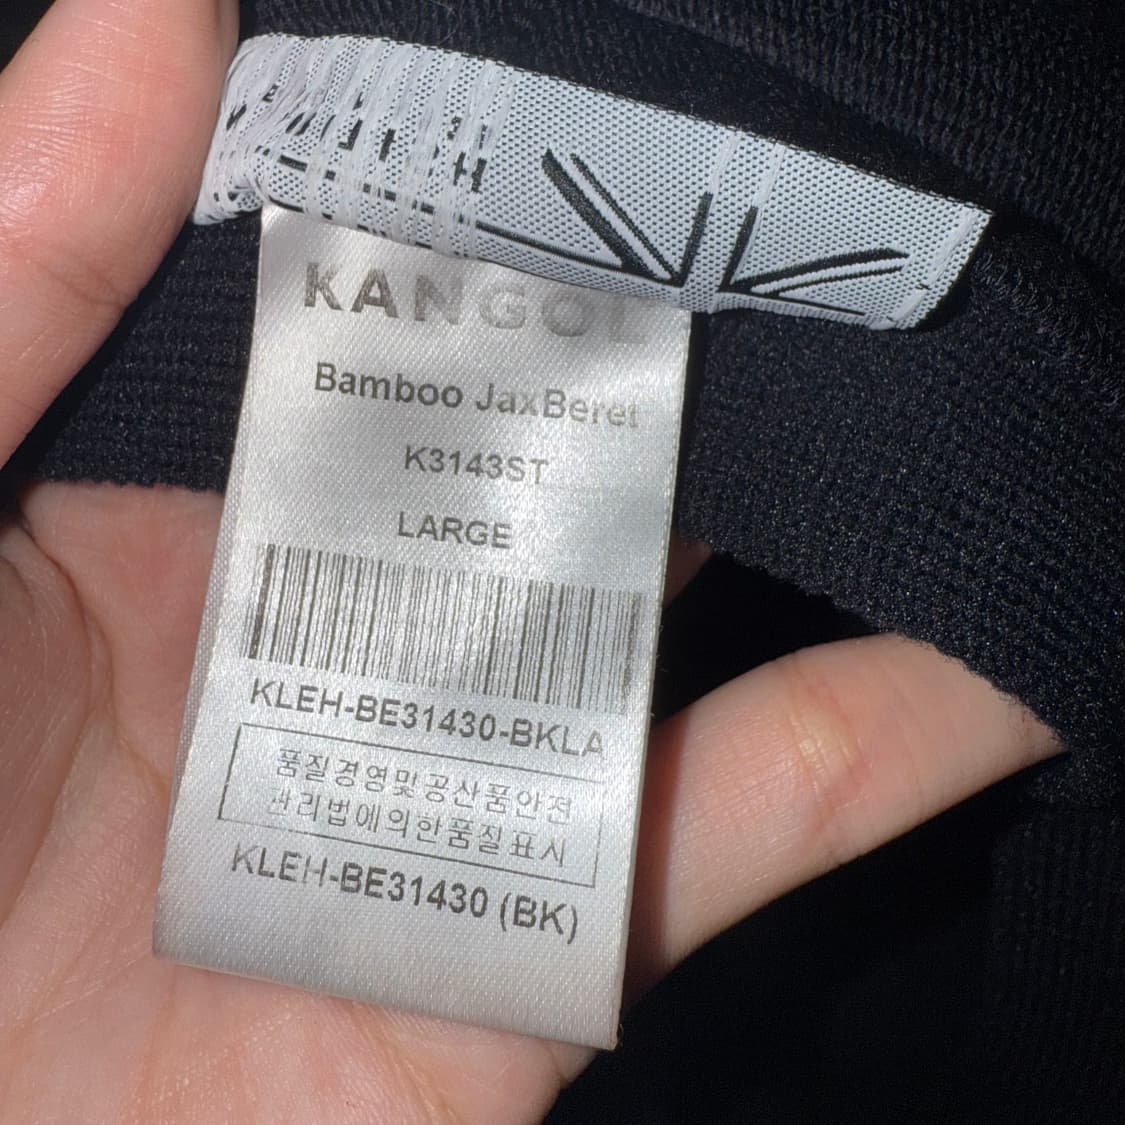 KANGOL
Bamboo JaxBeret
K3143ST
LARGE
KLEH-BE31430-BKLA
품질경영및공산품안전
관리법에의한품질표시
KLEH-BE31430 (BK)